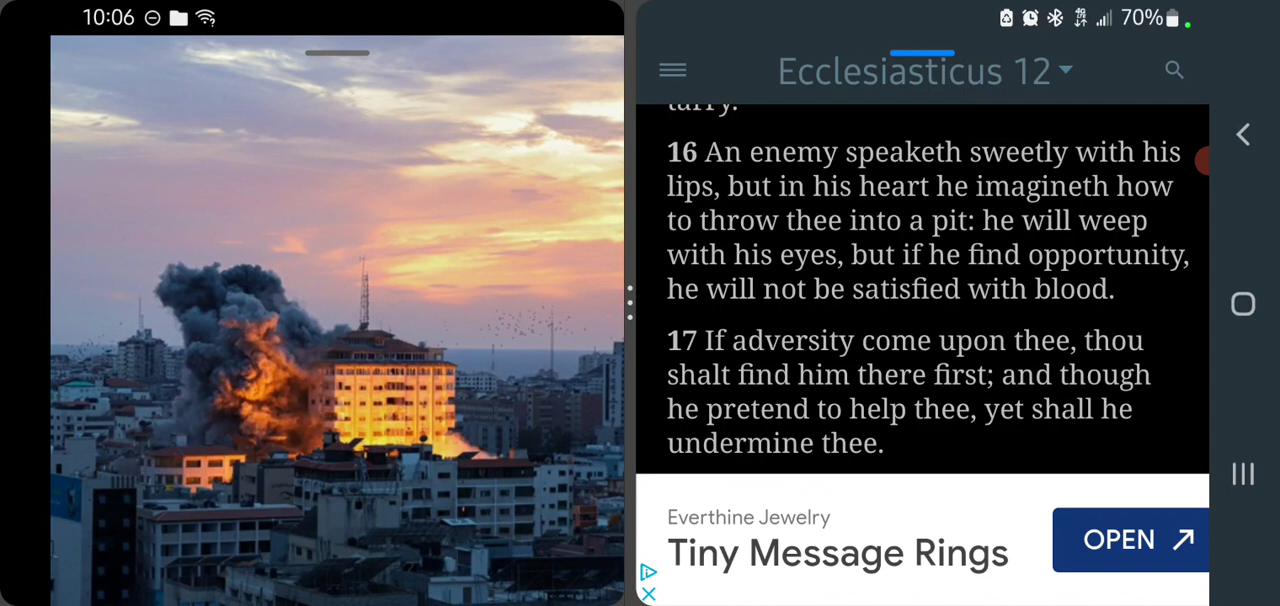 10:06
70%
Ecclesiasticus 12
tarry.
16 An enemy speaketh sweetly with his
lips, but in his heart he imagineth how
to throw thee into a pit: he will weep
with his eyes, but if he find opportunity,
he will not be satisfied with blood.
17 If adversity come upon thee, thou
shalt find him there first; and though
he pretend to help thee, yet shall he
undermine thee.
Everthine Jewelry
Tiny Message Rings
OPEN